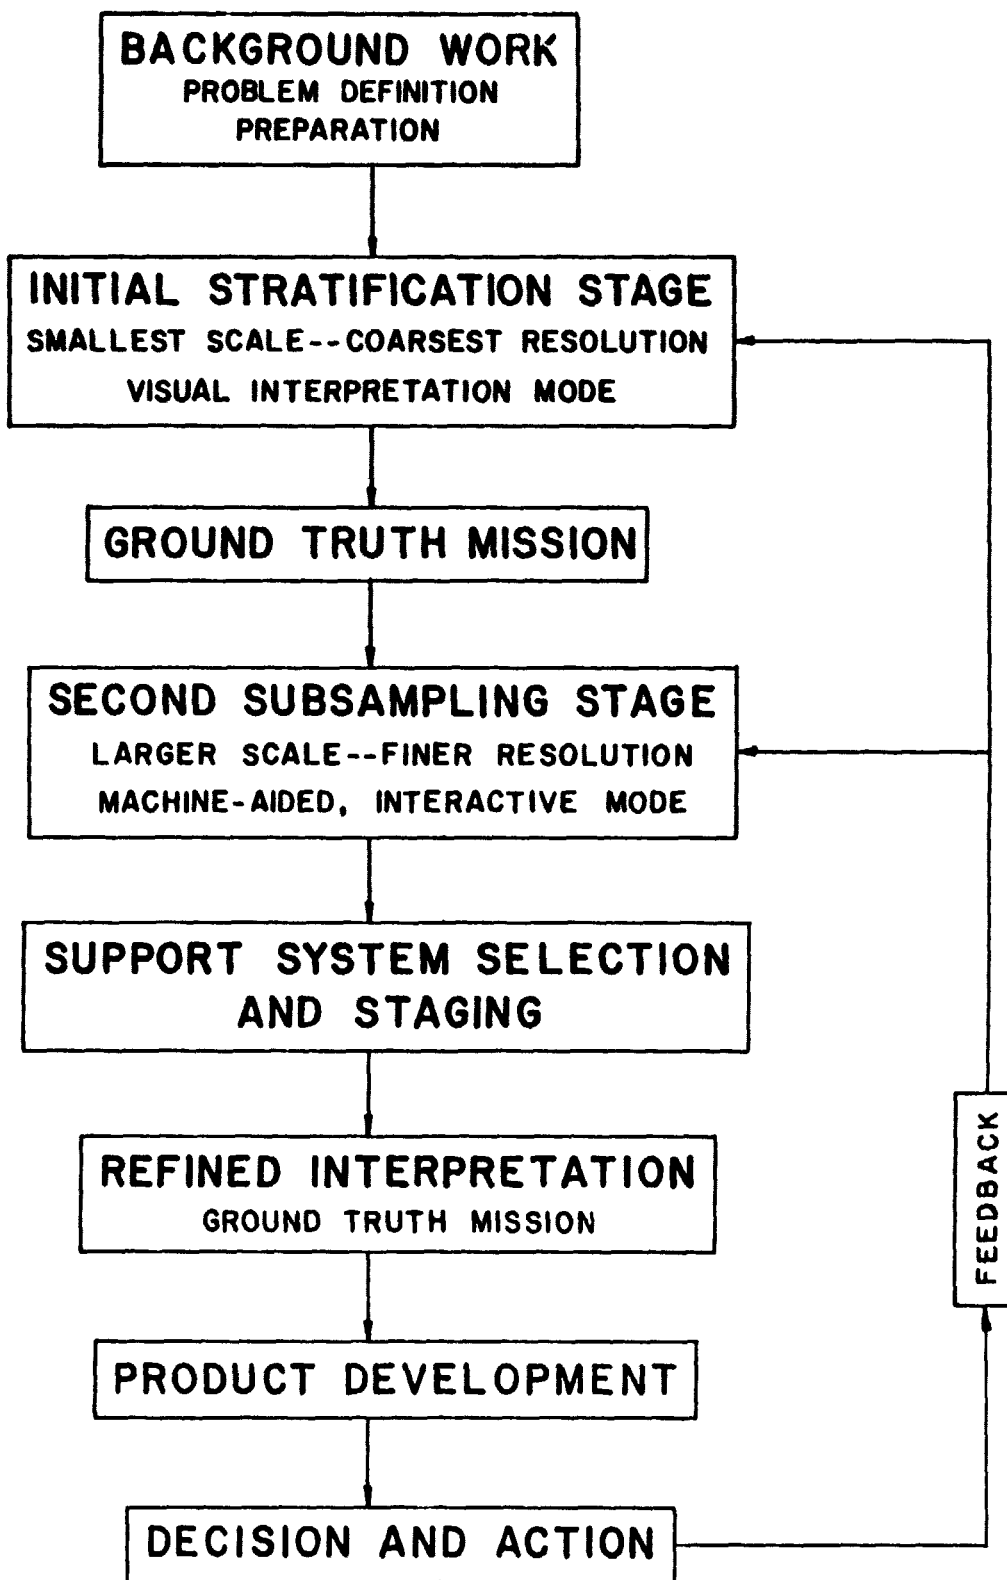 BACKGROUND WORK
PROBLEM DEFINITION
PREPARATION
INITIAL STRATIFICATION STAGE
SMALLEST SCALE--COARSEST RESOLUTION
VISUAL INTERPRETATION MODE
GROUND TRUTH MISSION
SECOND SUBSAMPLING STAGE
LARGER SCALE--FINER RESOLUTION
MACHINE-AIDED, INTERACTIVE MODE
SUPPORT SYSTEM SELECTION
AND STAGING
REFINED INTERPRETATION
GROUND TRUTH MISSION
PRODUCT DEVELOPMENT
DECISION AND ACTION
FEEDBACK